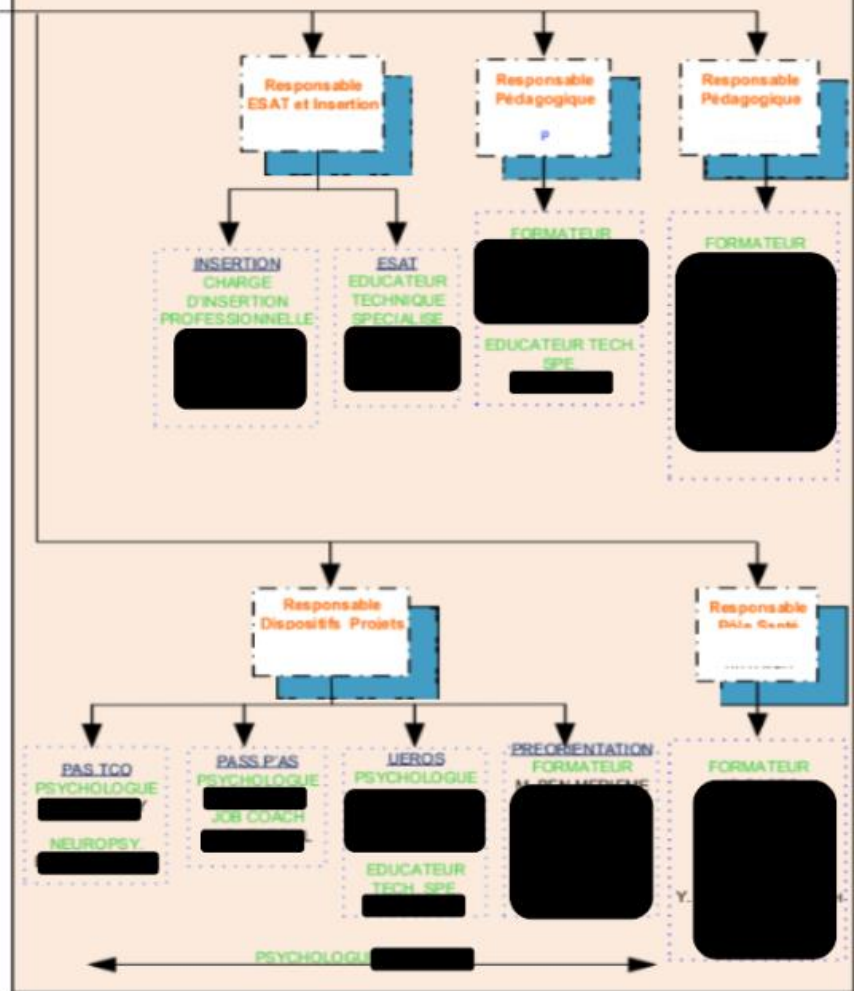 Responsable
ESAT et Insertion
Responsable
Pédagogique
P
Responsable
Pédagogique
INSERTION
CHARGE
D'INSERTION
PROFESSIONNELLE
ESAT
EDUCATEUR
TECHNIQUE
SPECIALISE
FORMATEUR
EDUCATEUR TECH.
SPE.
FORMATEUR
Responsable
Dispositifs Projets
Responsable
Pôle Santé
PAS TCO
PSYCHOLOGUE
NEUROPSY.
PASS P'AS
PSYCHOLOGUE
JOB COACH
UEROS
PSYCHOLOGUE
EDUCATEUR
TECH. SPE.
PREORIENTATION
FORMATEUR
FORMATEUR
Y.
PSYCHOLOGUE